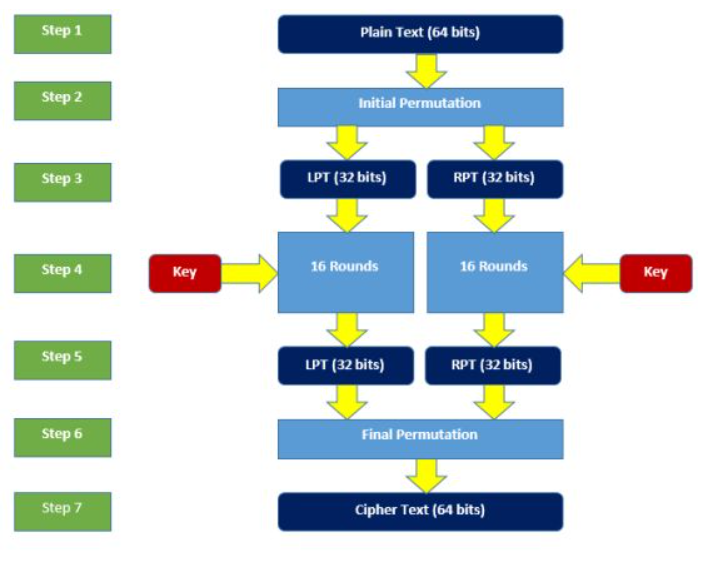 Step 1
Plain Text (64 bits)
Step 2
Initial Permutation
Step 3
LPT (32 bits)
RPT (32 bits)
Step 4
Key
16 Rounds
16 Rounds
Key
Step 5
LPT (32 bits)
RPT (32 bits)
Step 6
Final Permutation
Step 7
Cipher Text (64 bits)